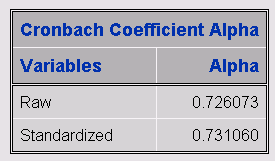 Cronbach Coefficient Alpha
Variables Alpha
Raw 0.726073
Standardized 0.731060